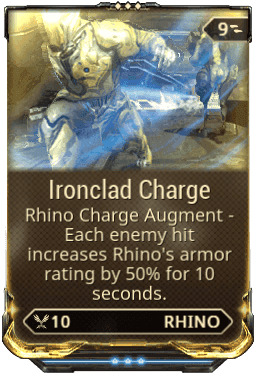 9
Ironclad Charge
Rhino Charge Augment -
Each enemy hit
increases Rhino's armor
rating by 50% for 10
seconds.
10 RHINO